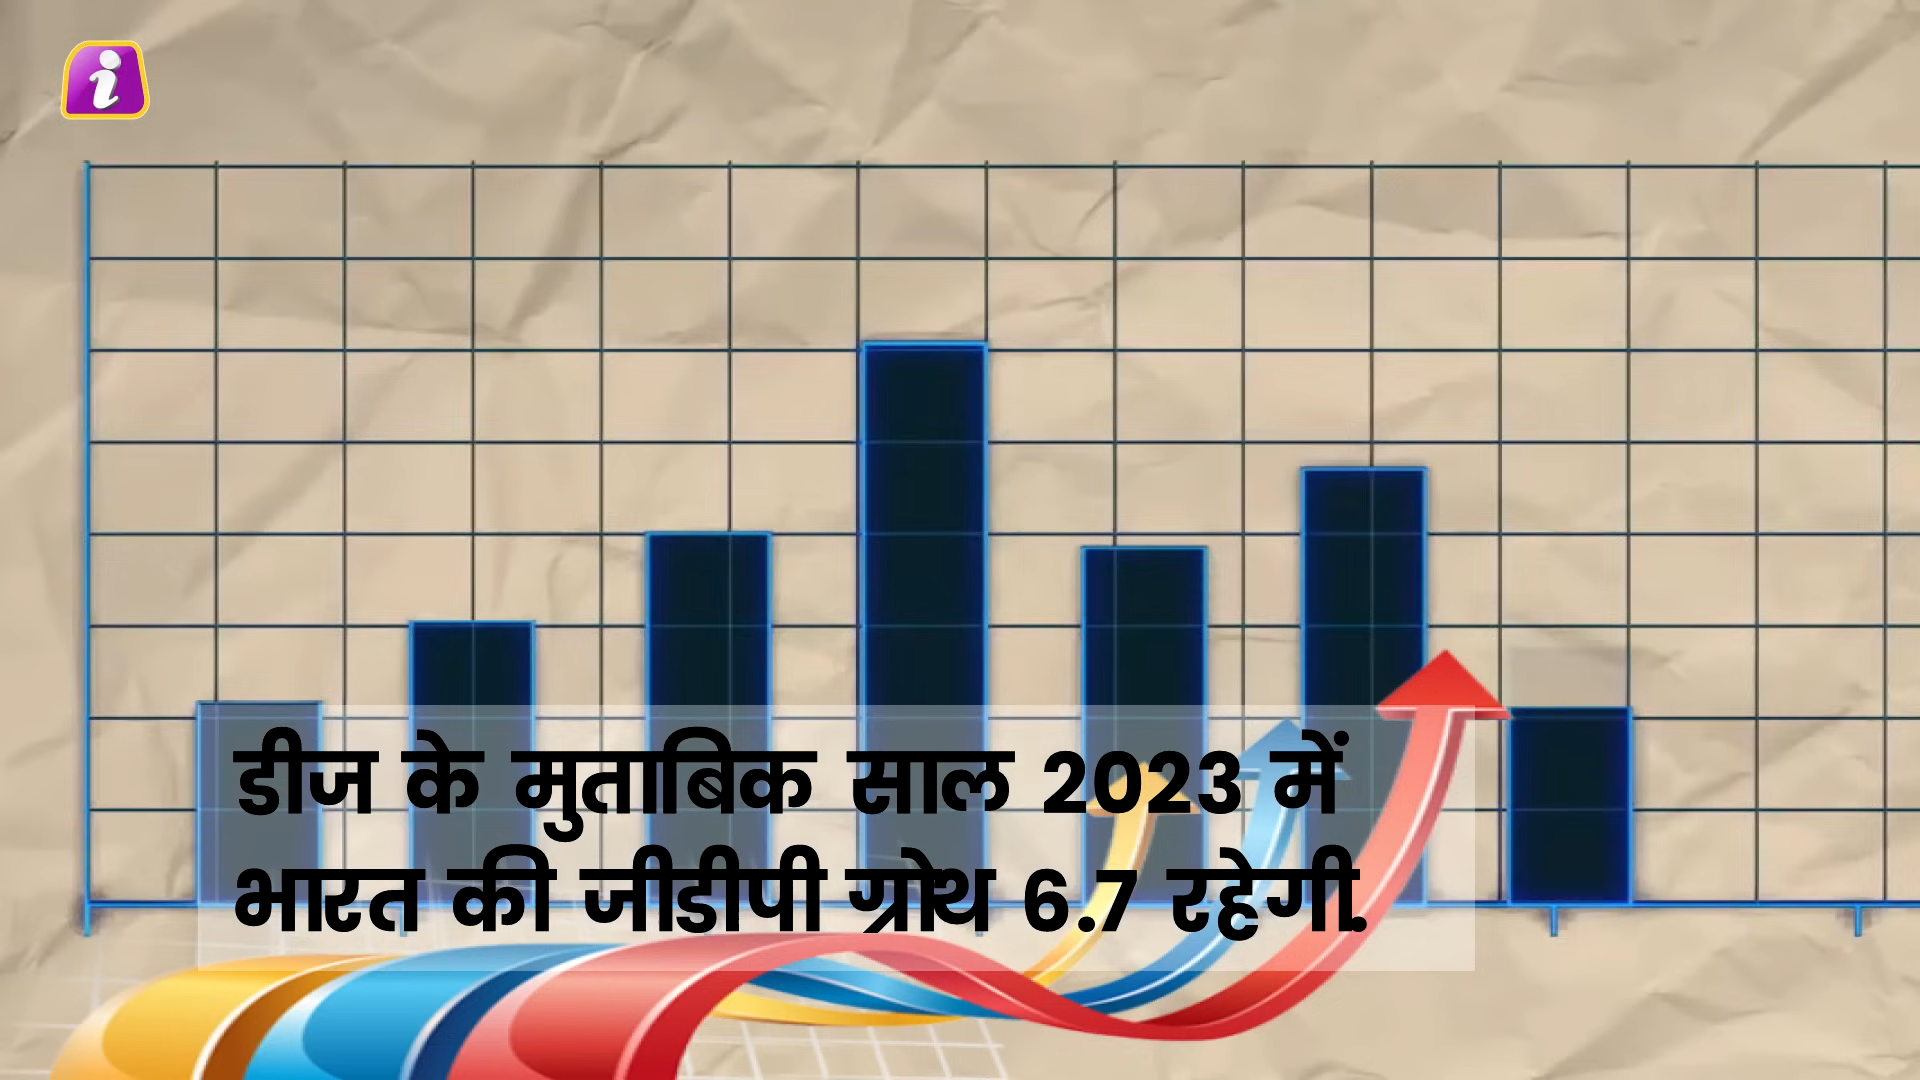 i
डीज के मुताबिक साल 2023 में
भारत की जीडीपी ग्रोथ 6.7 रहेगी.